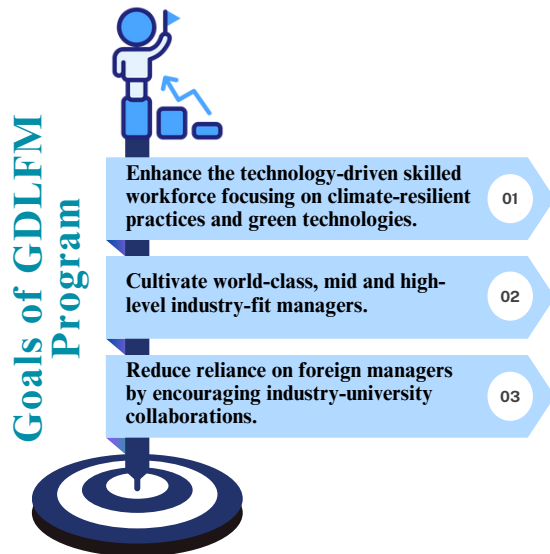 Goals of GDLFM
Program
Enhance the technology-driven skilled
workforce focusing on climate-resilient
practices and green technologies.
01
Cultivate world-class, mid and high-
level industry-fit managers.
02
Reduce reliance on foreign managers
by encouraging industry-university
collaborations.
03